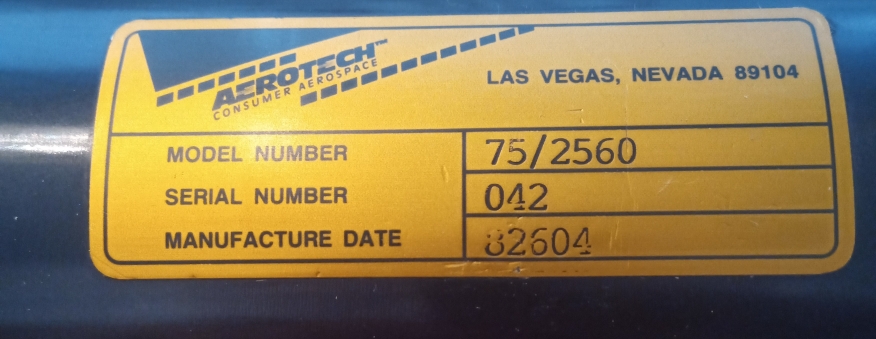 AEROTECH™
CONSUMER AEROSPACE
LAS VEGAS, NEVADA 89104
MODEL NUMBER 75/2560
SERIAL NUMBER 042
MANUFACTURE DATE 82604